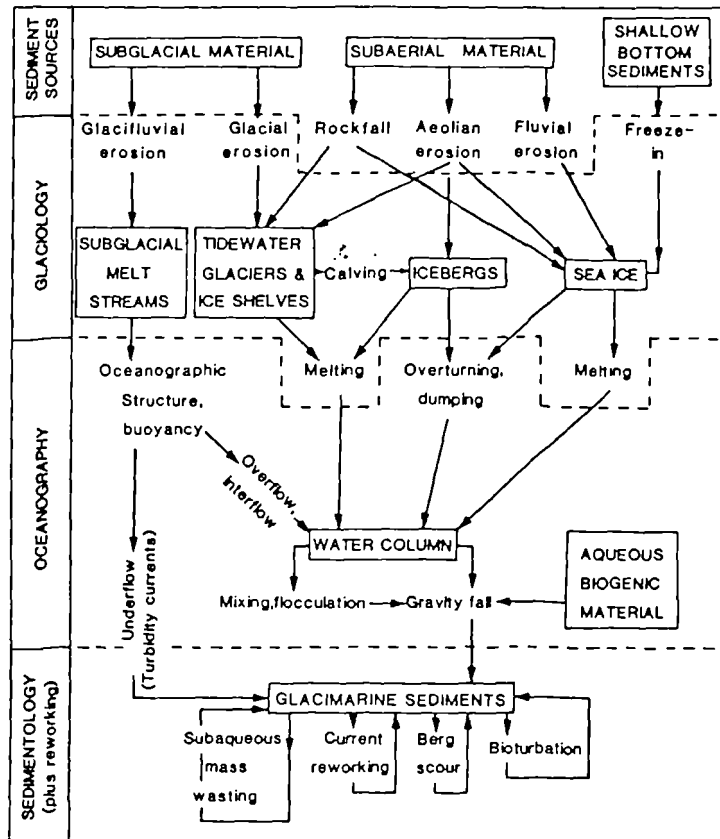 SEDIMENT
SOURCES
SUBGLACIAL MATERIAL
SUBAERIAL MATERIAL
SHALLOW
BOTTOM
SEDIMENTS
GLACIOLOGY
Glacifluvial
erosion
Glacial
erosion
Rockfall
Aeolian
erosion
Fluvial
erosion
Freeze-
in
SUBGLACIAL
MELT
STREAMS
TIDEWATER
GLACIERS &
ICE SHELVES
Calving
ICEBERGS
SEA ICE
OCEANOGRAPHY
Oceanographic
Structure,
buoyancy
Melting
Overturning,
dumping
Melting
Overflow,
Interflow
Underflow
(Turbidity currents)
WATER COLUMN
Mixing,flocculation
Gravity fall
AQUEOUS
BIOGENIC
MATERIAL
SEDIMENTOLOGY
(plus reworking)
GLACIMARINE SEDIMENTS
Subaqueous
mass
wasting
Current
reworking
Berg
scour
Bioturbation